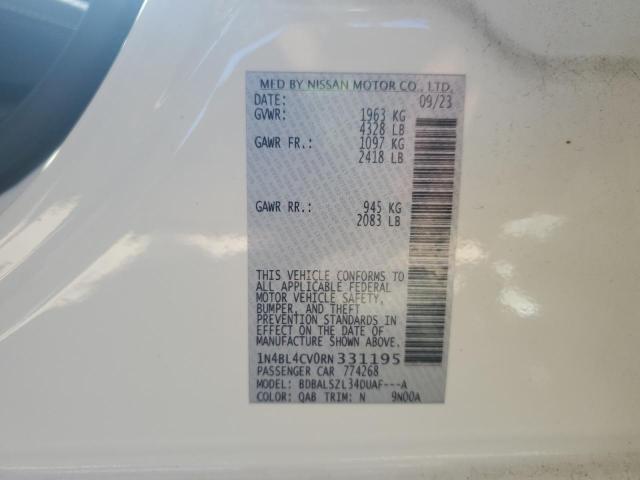 MFD BY NISSAN MOTOR CO., LTD.
DATE: 09/23
GVWR: 1963 KG
4328 LB
GAWR FR.: 1097 KG
2418 LB
GAWR RR.: 945 KG
2083 LB
THIS VEHICLE CONFORMS TO
ALL APPLICABLE FEDERAL
MOTOR VEHICLE SAFETY,
BUMPER, AND THEFT
PREVENTION STANDARDS IN
EFFECT ON THE DATE OF
MANUFACTURE SHOWN ABOVE.
1N4BL4CV0RN331195
PASSENGER CAR 774268
MODEL: BDBALSZL34DUAF---A
COLOR: QAB TRIM: N 9N00A